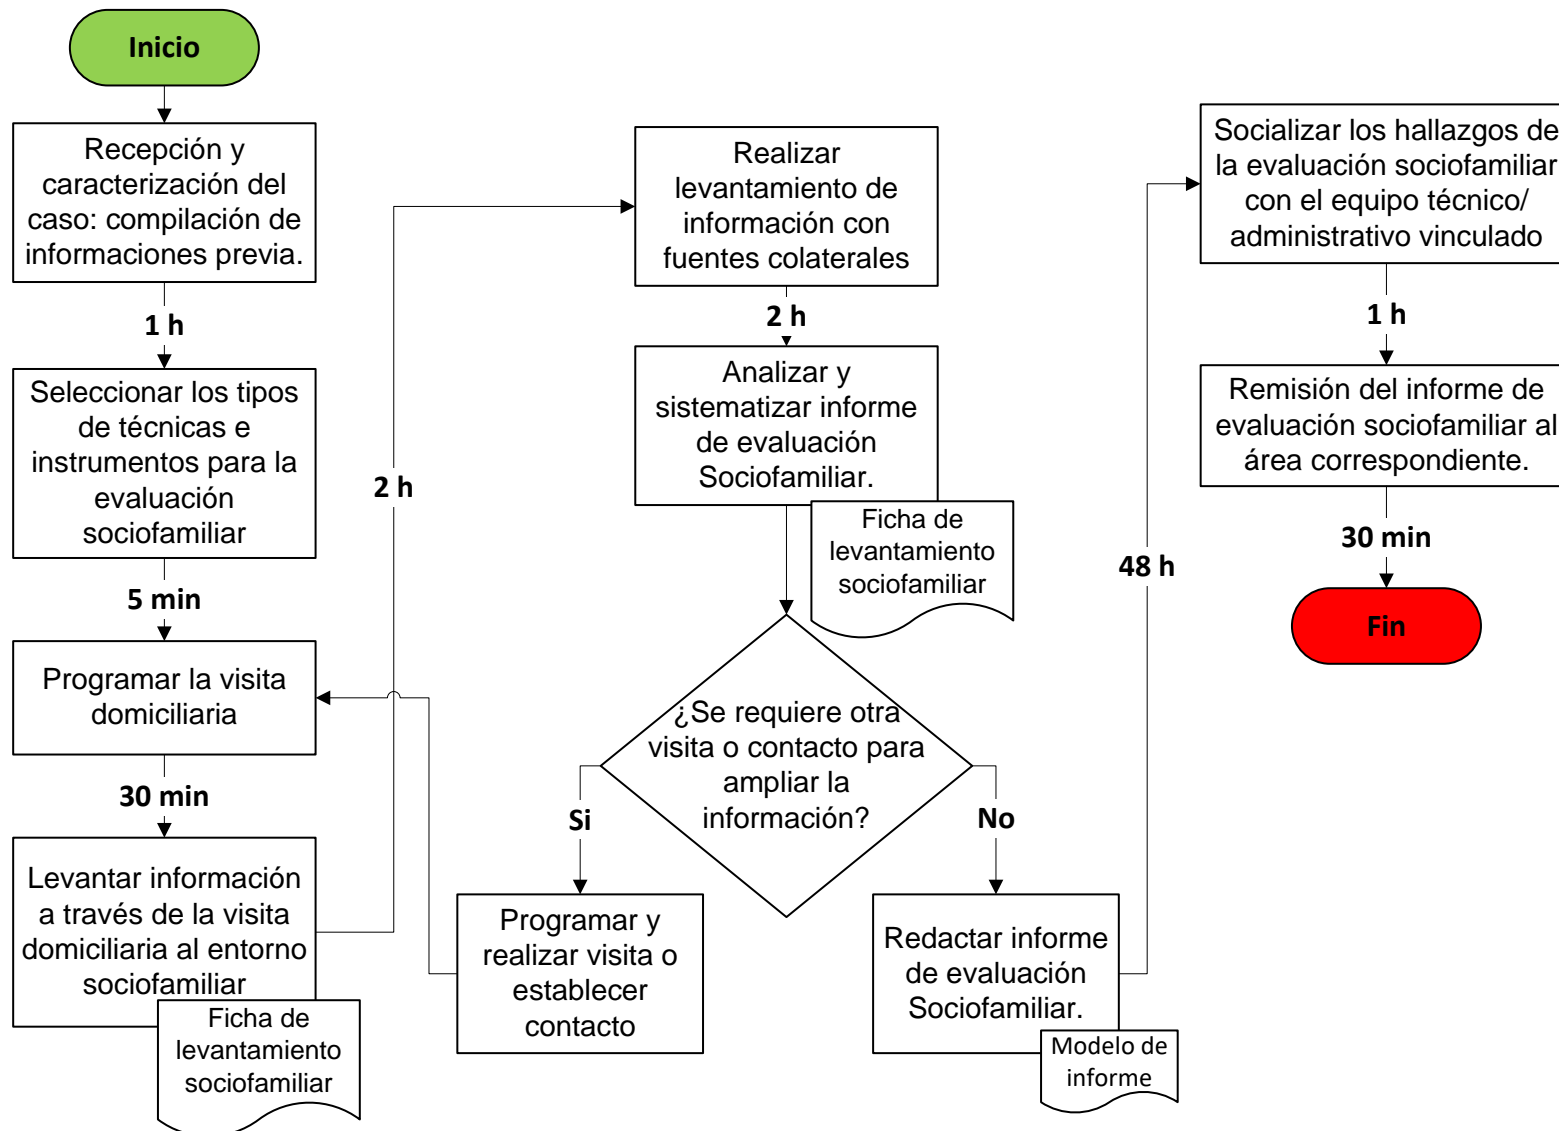 Inicio
Recepción y
caracterización del
caso: compilación de
informaciones previa.
1 h
Seleccionar los tipos
de técnicas e
instrumentos para la
evaluación
sociofamiliar
5 min
Programar la visita
domiciliaria
30 min
Levantar información
a través de la visita
domiciliaria al entorno
sociofamiliar
Ficha de
levantamiento
sociofamiliar
2 h
Realizar
levantamiento de
información con
fuentes colaterales
2 h
Analizar y
sistematizar informe
de evaluación
Sociofamiliar.
Ficha de
levantamiento
sociofamiliar
¿Se requiere otra
visita o contacto para
ampliar la
información?
Si
No
Programar y
realizar visita o
establecer
contacto
Redactar informe
de evaluación
Sociofamiliar.
Modelo de
informe
48 h
Socializar los hallazgos de
la evaluación sociofamiliar
con el equipo técnico/
administrativo vinculado
1 h
Remisión del informe de
evaluación sociofamiliar al
área correspondiente.
30 min
Fin